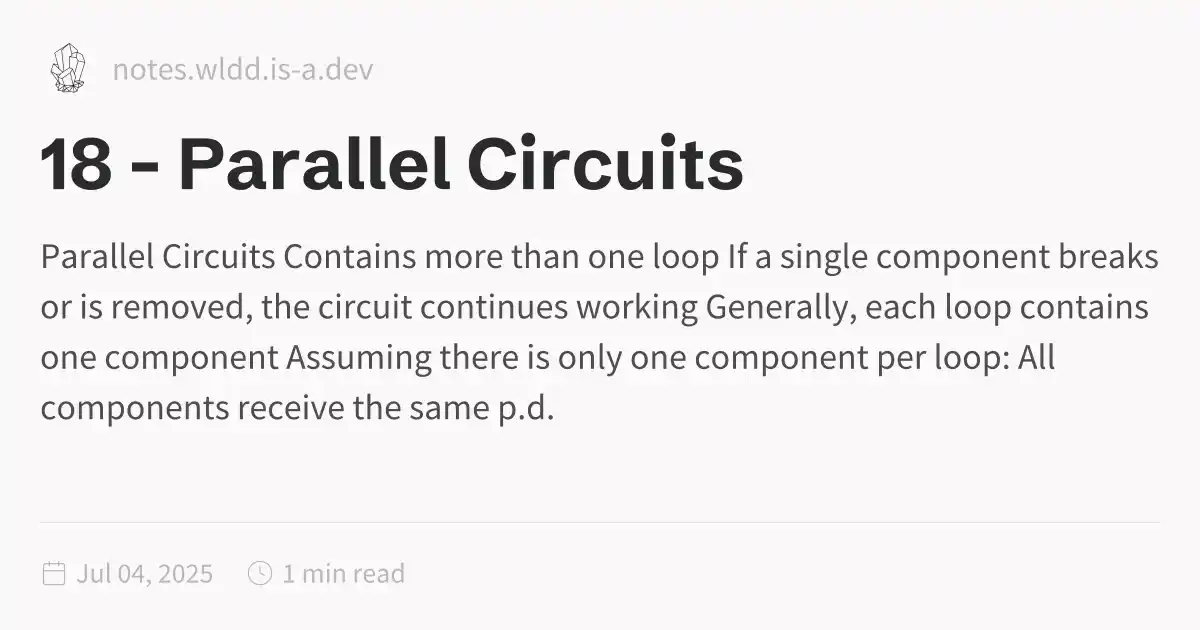 notes.wldd.is-a.dev
18 - Parallel Circuits
Parallel Circuits Contains more than one loop If a single component breaks
or is removed, the circuit continues working Generally, each loop contains
one component Assuming there is only one component per loop: All
components receive the same p.d.
Jul 04, 2025 1 min read